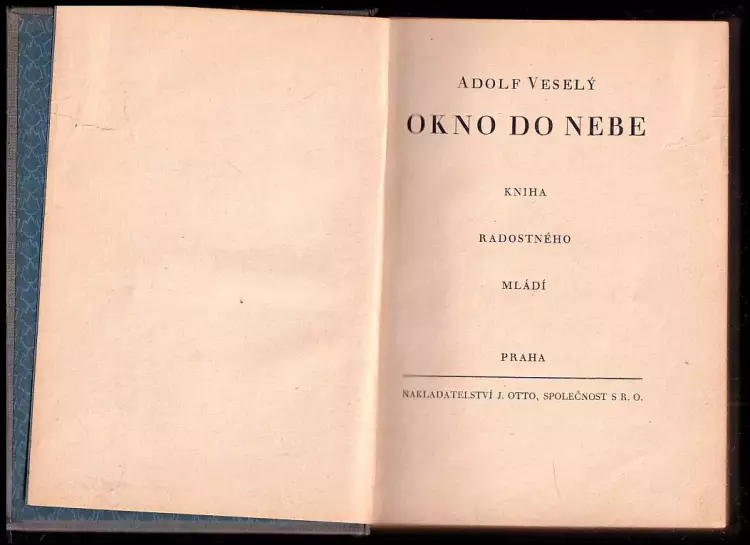 ADOLF VESELÝ
OKNO DO NEBE
KNIHA
RADOSTNÉHO
MLÁDÍ
PRAHA
NAKLADATELSTVÍ J. OTTO, SPOLEČNOST S R. O.